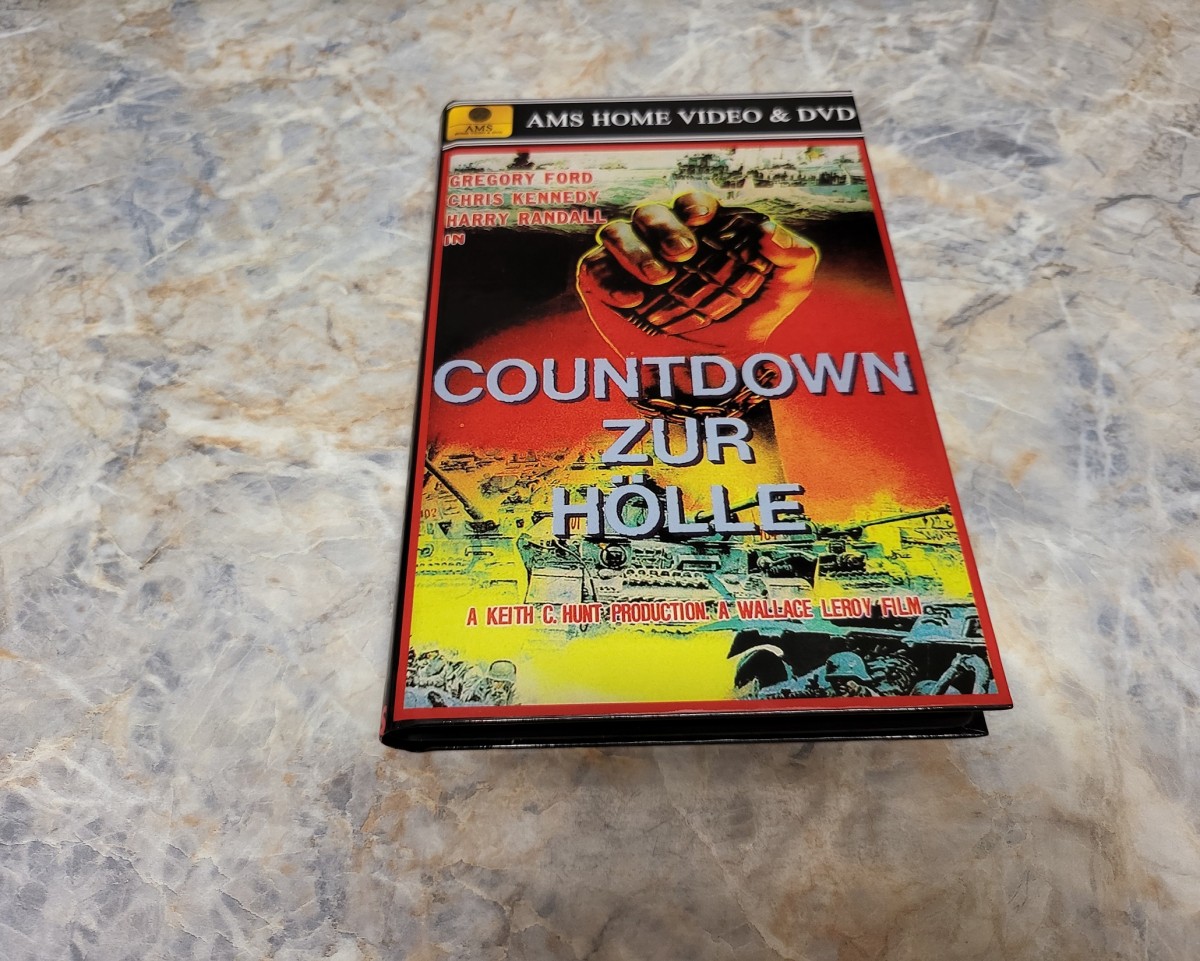 AMS
AMS HOME VIDEO & DVD
GREGORY FORD
CHRIS KENNEDY
HARRY RANDALL
IN
COUNTDOWN
ZUR
HÖLLE
A KEITH C. HUNT PRODUCTION. A WALLACE LEROY FILM